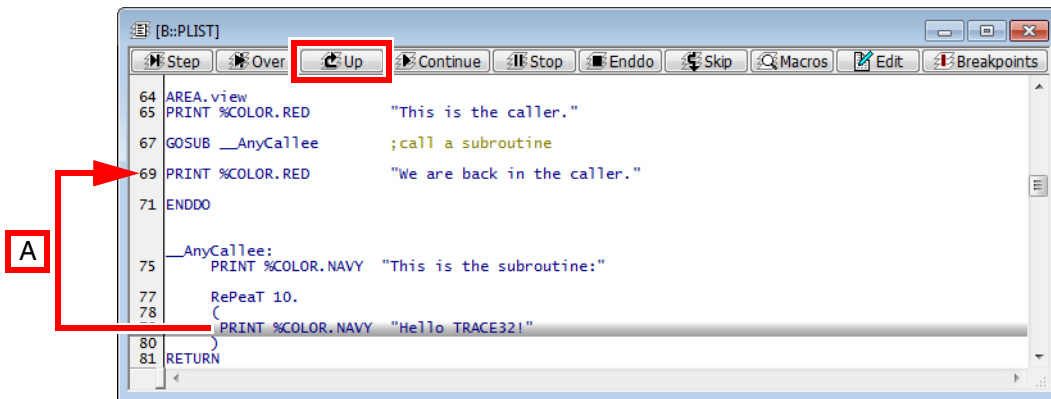 [B::PLIST]
Step Over Up Continue Stop Enddo Skip Macros Edit Breakpoints
64 AREA.view
65 PRINT %COLOR.RED "This is the caller."
67 GOSUB __AnyCallee ;call a subroutine
69 PRINT %COLOR.RED "We are back in the caller."
71 ENDDO
A
__AnyCallee:
75 PRINT %COLOR.NAVY "This is the subroutine:"
77 RePeaT 10.
78 (
PRINT %COLOR.NAVY "Hello TRACE32!"
80 )
81 RETURN